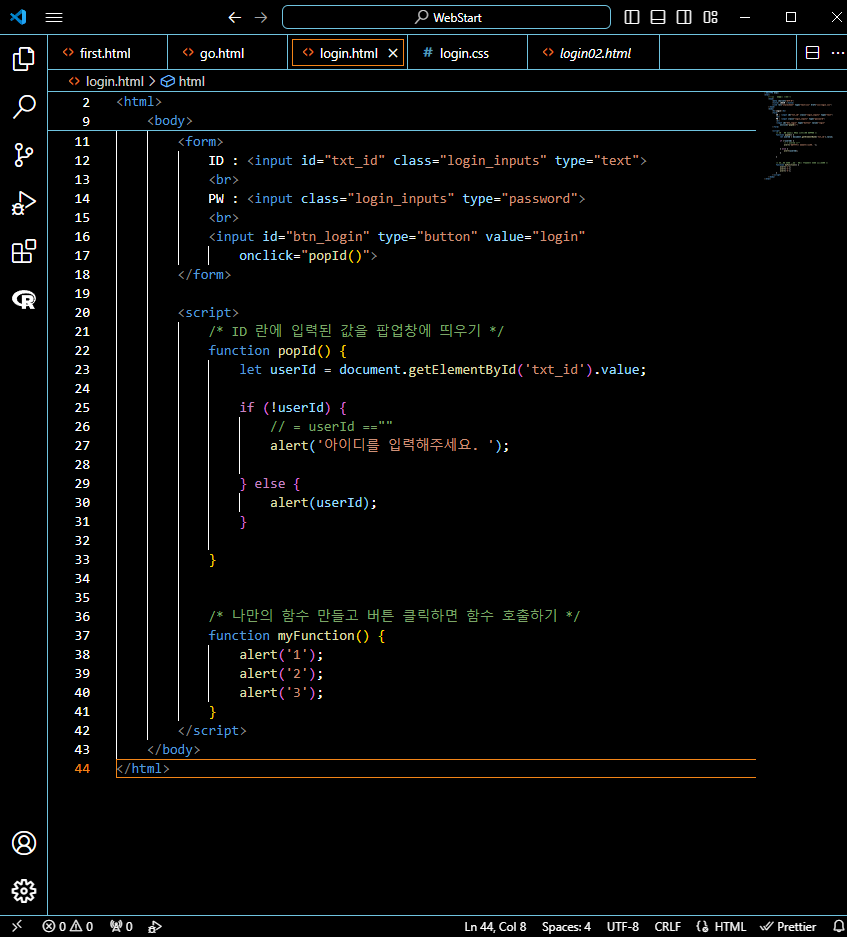 WebStart
first.html
go.html
login.html
# login.css
login02.html
login.html > html
2 <html>
9 <body>
11 <form>
12 ID : <input id="txt_id" class="login_inputs" type="text">
13 <br>
14 PW : <input class="login_inputs" type="password">
15 <br>
16 <input id="btn_login" type="button" value="login"
17 onclick="popId()">
18 </form>
19
20 <script>
21 /* ID 란에 입력된 값을 팝업창에 띄우기 */
22 function popId() {
23 let userId = document.getElementById('txt_id').value;
24
25 if (!userId) {
26 // = userId ==""
27 alert('아이디를 입력해주세요. ');
28
29 } else {
30 alert(userId);
31 }
32
33 }
34
35
36 /* 나만의 함수 만들고 버튼 클릭하면 함수 호출하기 */
37 function myFunction() {
38 alert('1');
39 alert('2');
40 alert('3');
41 }
42 </script>
43 </body>
44 </html>
0 0 0 Ln 44, Col 8 Spaces: 4 UTF-8 CRLF HTML Prettier